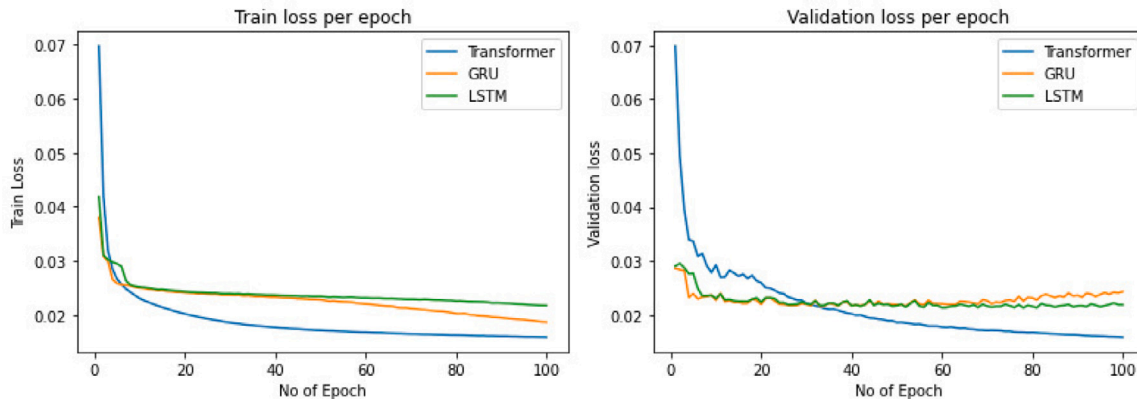 Train loss per epoch
0.07
0.06
0.05
0.04
0.03
0.02
Train Loss
Transformer
GRU
LSTM
0 20 40 60 80 100
No of Epoch
Validation loss per epoch
0.07
0.06
0.05
0.04
0.03
0.02
Validation loss
Transformer
GRU
LSTM
0 20 40 60 80 100
No of Epoch